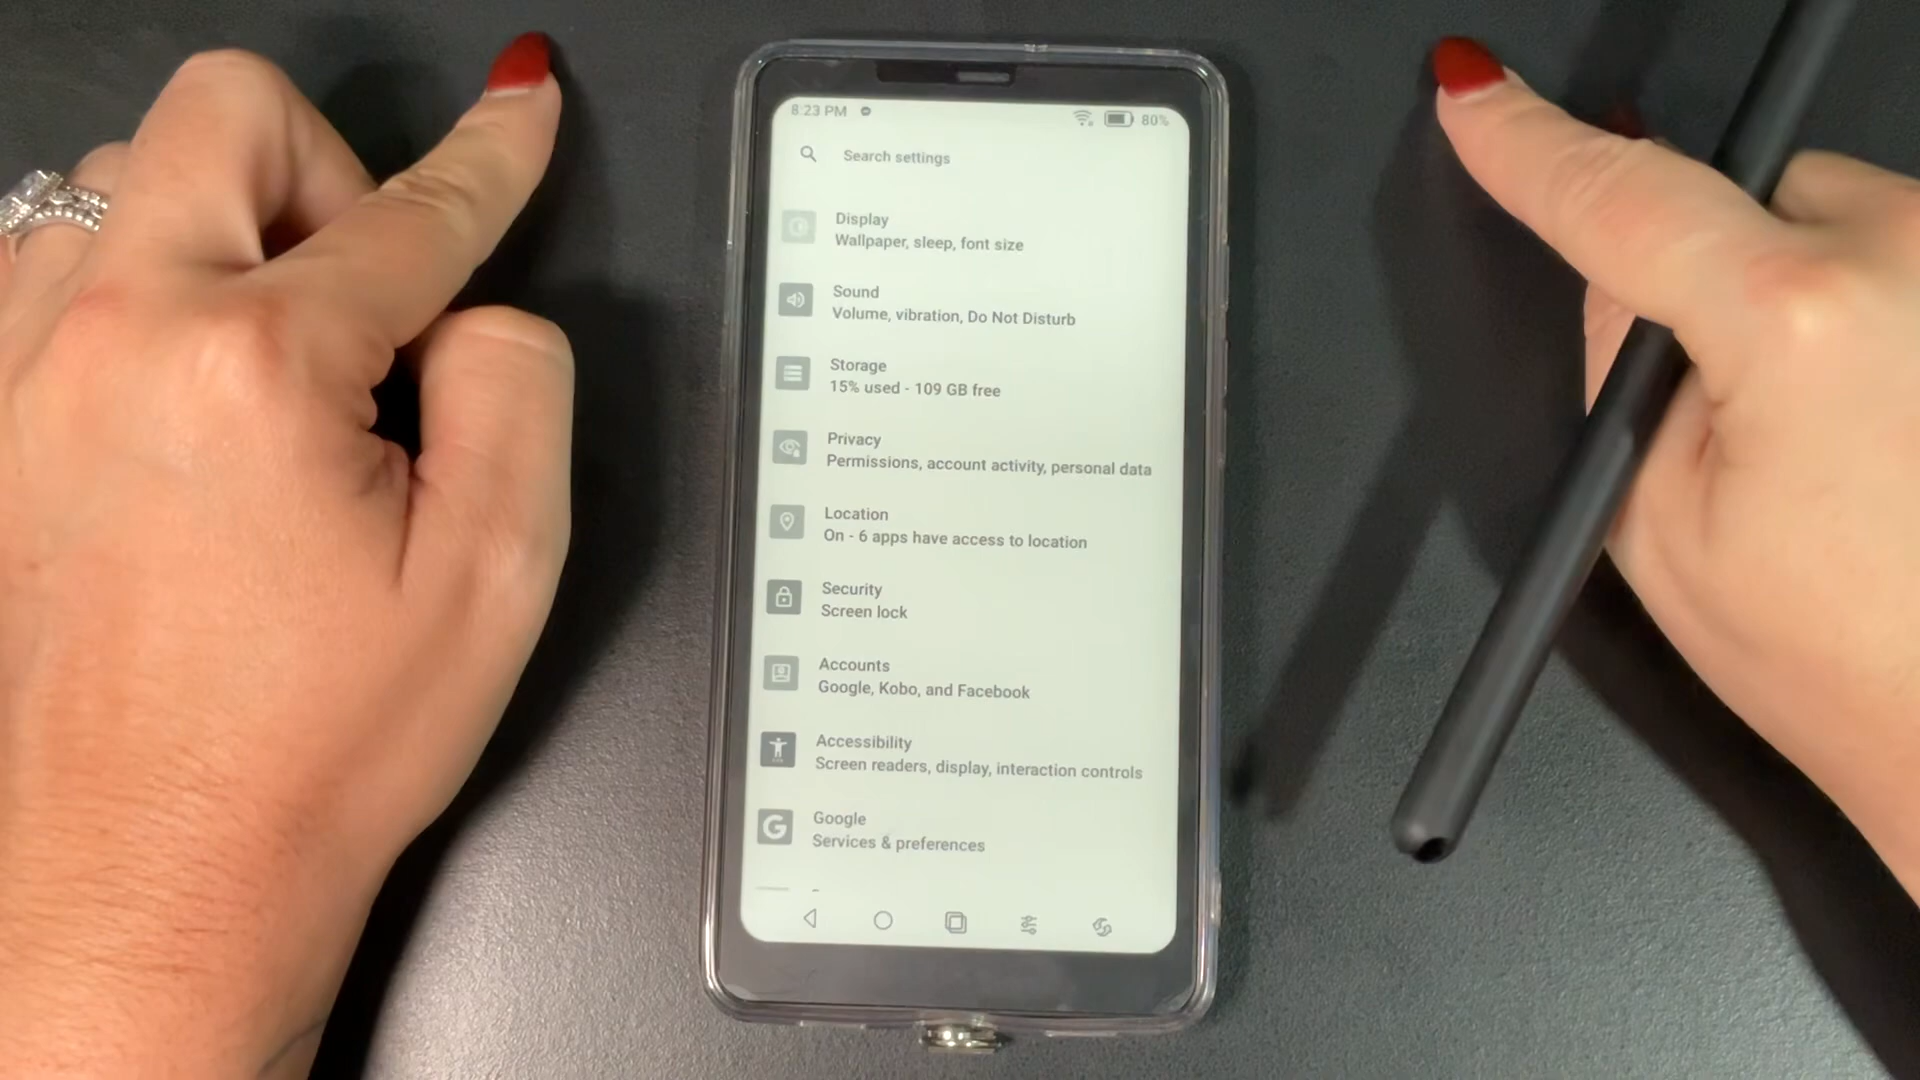 8:23 PM
80%
Search settings
Display
Wallpaper, sleep, font size
Sound
Volume, vibration, Do Not Disturb
Storage
15% used - 109 GB free
Privacy
Permissions, account activity, personal data
Location
On - 6 apps have access to location
Security
Screen lock
Accounts
Google, Kobo, and Facebook
Accessibility
Screen readers, display, interaction controls
G
Google
Services & preferences